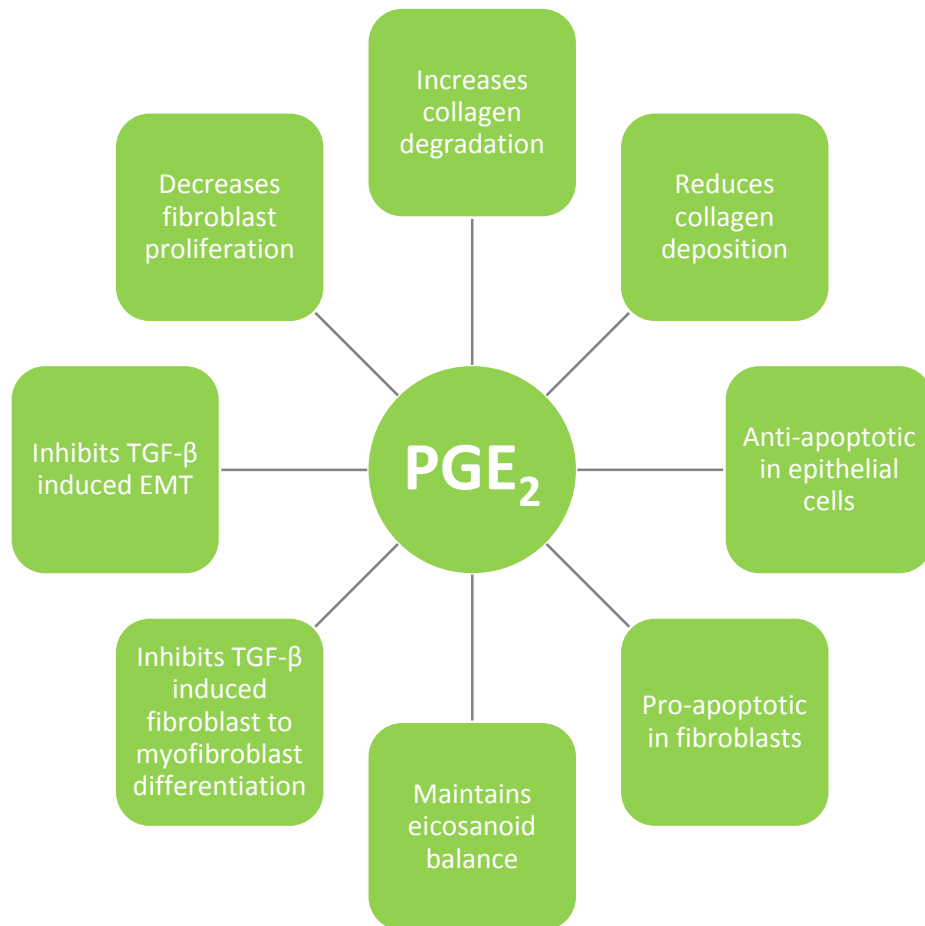 Increases
collagen
degradation
Reduces
collagen
deposition
Anti-apoptotic
in epithelial
cells
Pro-apoptotic
in fibroblasts
Maintains
eicosanoid
balance
Inhibits TGF-β
induced
fibroblast to
myofibroblast
differentiation
Inhibits TGF-β
induced EMT
Decreases
fibroblast
proliferation
PGE₂